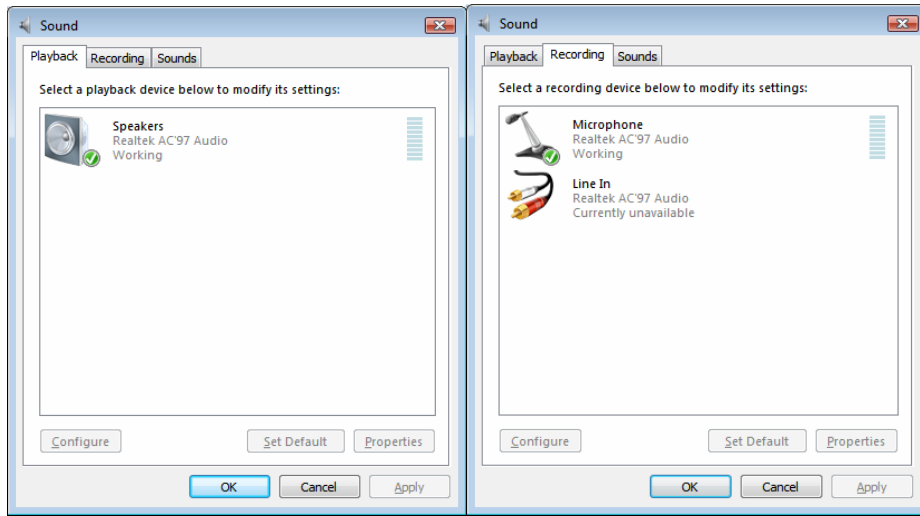 Sound
Playback Recording Sounds
Select a playback device below to modify its settings:
Speakers
Realtek AC'97 Audio
Working
Configure Set Default Properties
OK Cancel Apply
Sound
Playback Recording Sounds
Select a recording device below to modify its settings:
Microphone
Realtek AC'97 Audio
Working
Line In
Realtek AC'97 Audio
Currently unavailable
Configure Set Default Properties
OK Cancel Apply